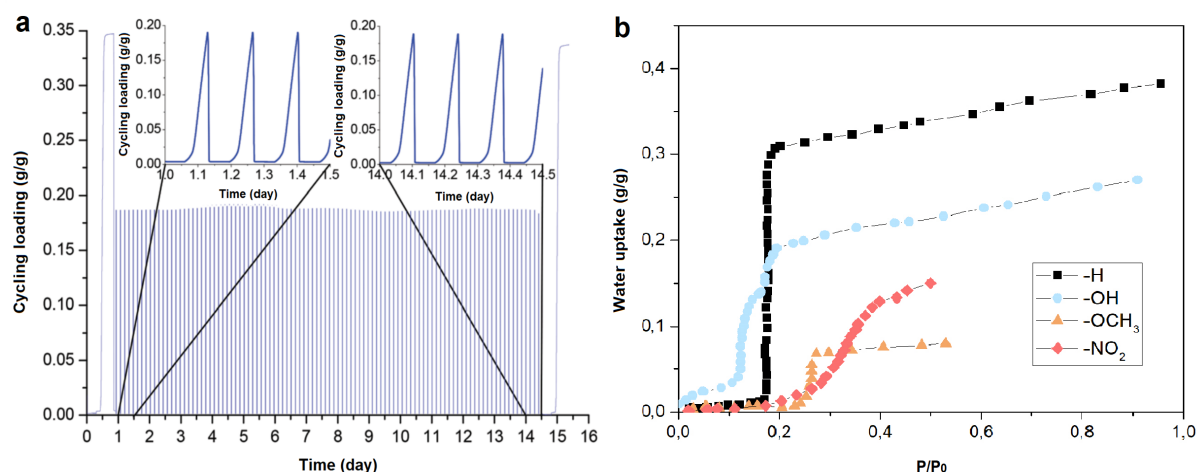 a
Cycling loading (g/g)
0.35
0.30
0.25
0.20
0.15
0.10
0.05
0.00
0 1 2 3 4 5 6 7 8 9 10 11 12 13 14 15 16
Time (day)
Cycling loading (g/g)
0.20
0.15
0.10
0.05
0.00
1.0 1.1 1.2 1.3 1.4 1.5
Time (day)
Cycling loading (g/g)
0.20
0.15
0.10
0.05
0.00
14.0 14.1 14.2 14.3 14.4 14.5
Time (day)
b
Water uptake (g/g)
0,4
0,3
0,2
0,1
0,0
0,0 0,2 0,4 0,6 0,8 1,0
P/P₀
–H
–OH
–OCH₃
–NO₂